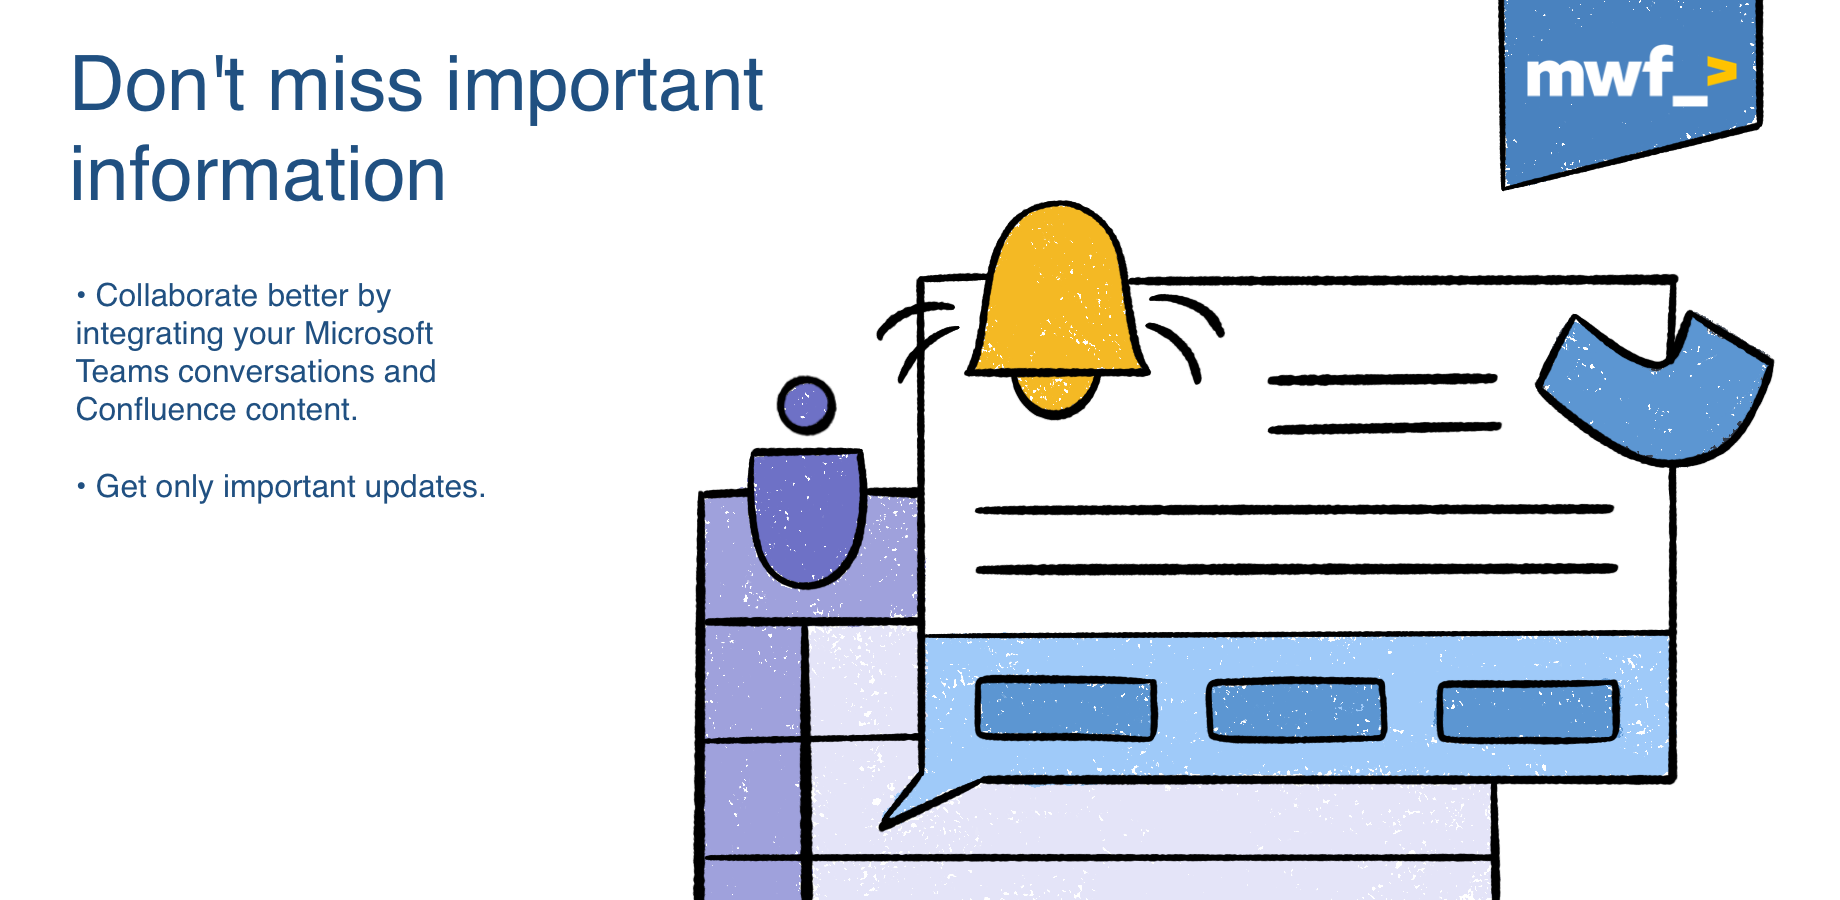 mwf_>
Don't miss important
information
• Collaborate better by
integrating your Microsoft
Teams conversations and
Confluence content.
• Get only important updates.